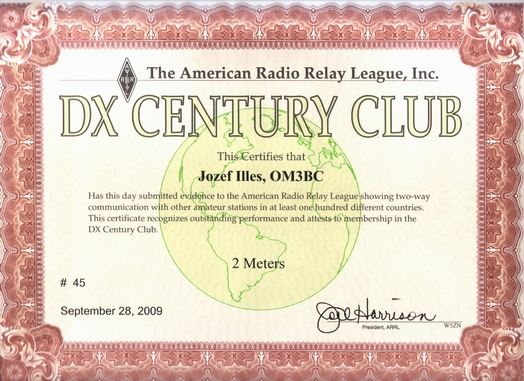 The American Radio Relay League, Inc.
DX CENTURY CLUB
This Certifies that
Jozef Illes, OM3BC
Has this day submitted evidence to the American Radio Relay League showing two-way
communication with other amateur stations in at least one hundred different countries.
This certificate recognizes outstanding performance and attests to membership in the
DX Century Club.
2 Meters
# 45
September 28, 2009
Joel Harrison
President, ARRL
W5ZN